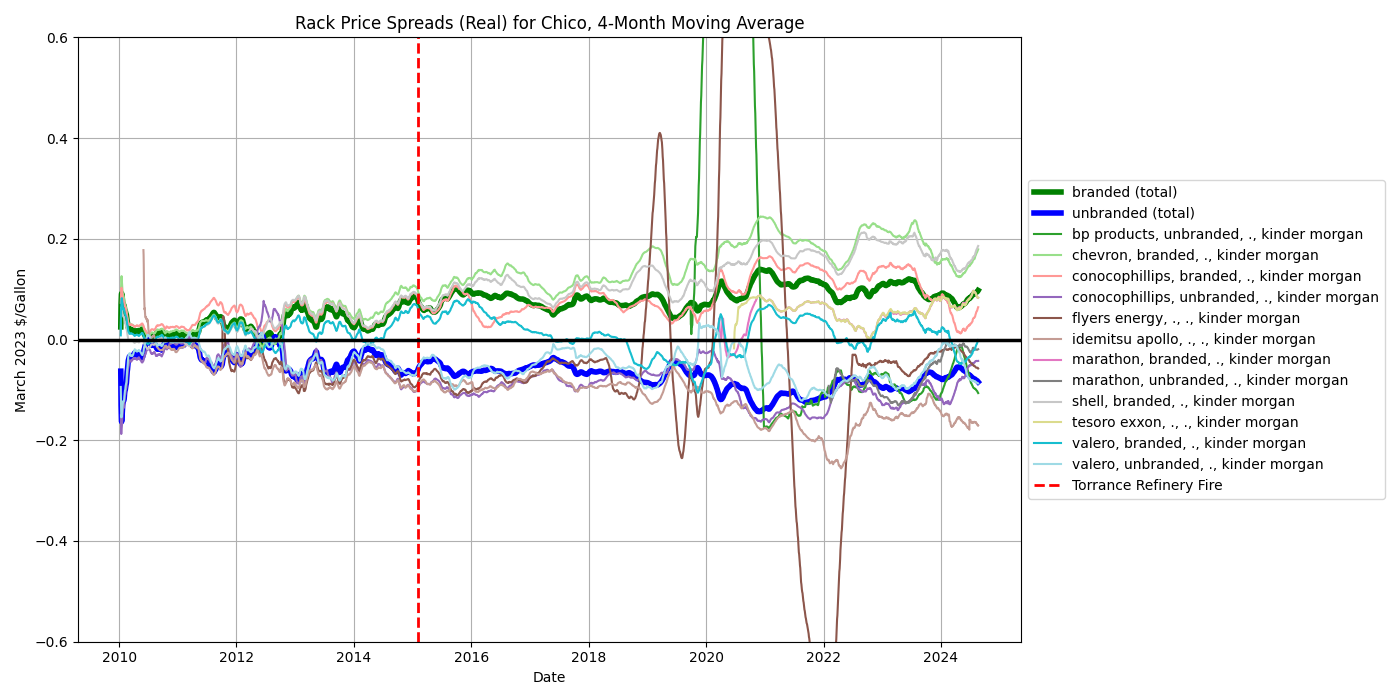 Rack Price Spreads (Real) for Chico, 4-Month Moving Average
March 2023 $/Gallon
0.6
0.4
0.2
0.0
−0.2
−0.4
−0.6
2010 2012 2014 2016 2018 2020 2022 2024
Date
branded (total)
unbranded (total)
bp products, unbranded, ., kinder morgan
chevron, branded, ., kinder morgan
conocophillips, branded, ., kinder morgan
conocophillips, unbranded, ., kinder morgan
flyers energy, ., ., kinder morgan
idemitsu apollo, ., ., kinder morgan
marathon, branded, ., kinder morgan
marathon, unbranded, ., kinder morgan
shell, branded, ., kinder morgan
tesoro exxon, ., ., kinder morgan
valero, branded, ., kinder morgan
valero, unbranded, ., kinder morgan
Torrance Refinery Fire